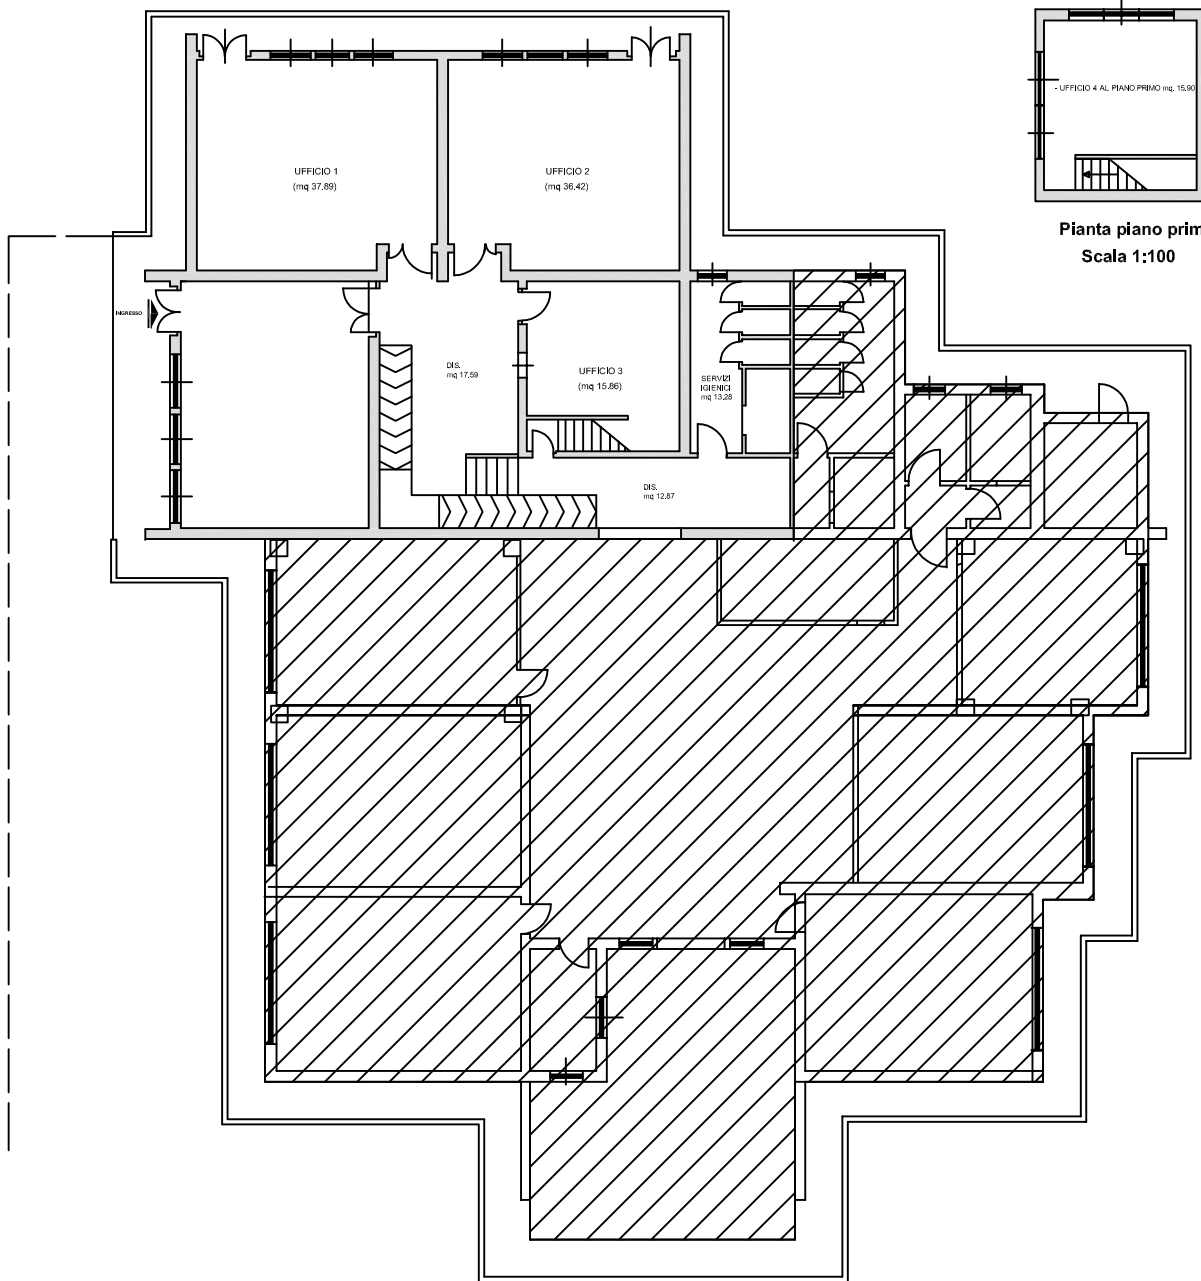 - UFFICIO 4 AL PIANO PRIMO mq. 15,90
Pianta piano prim
Scala 1:100
UFFICIO 1
(mq 37.89)
UFFICIO 2
(mq 36.42)
INGRESSO
DIS.
mq 17,59
UFFICIO 3
(mq 15.86)
SERVIZI
IGIENICI
mq 13,28
DIS.
mq 12.87